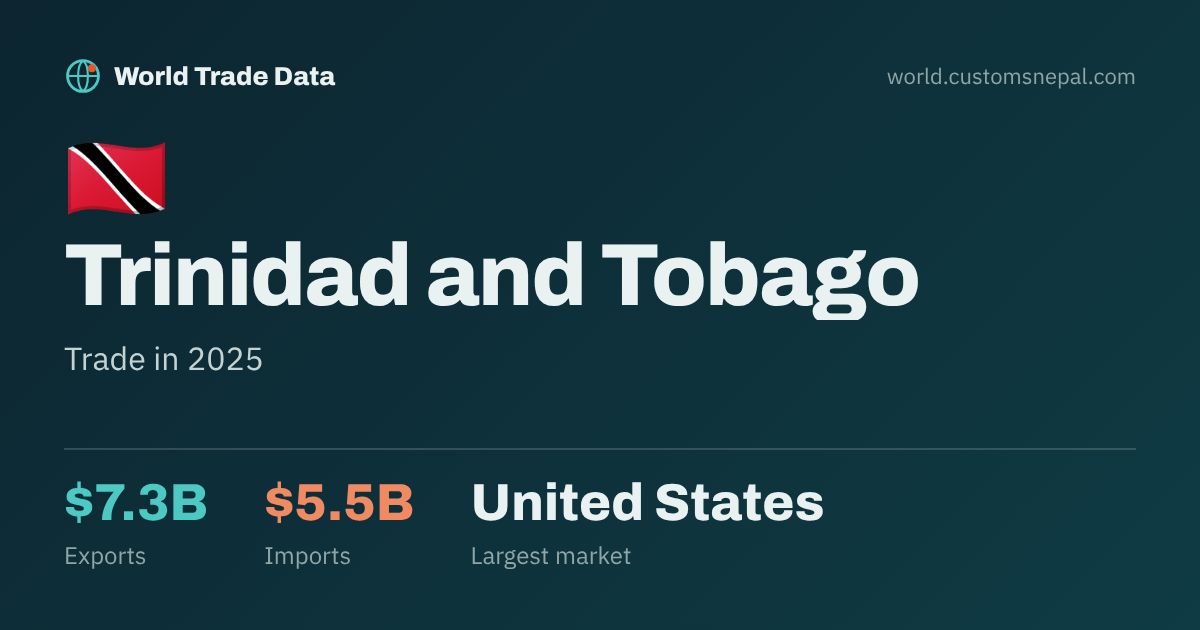 World Trade Data
world.customsnepal.com
Trinidad and Tobago
Trade in 2025
$7.3B
$5.5B
United States
Exports
Imports
Largest market